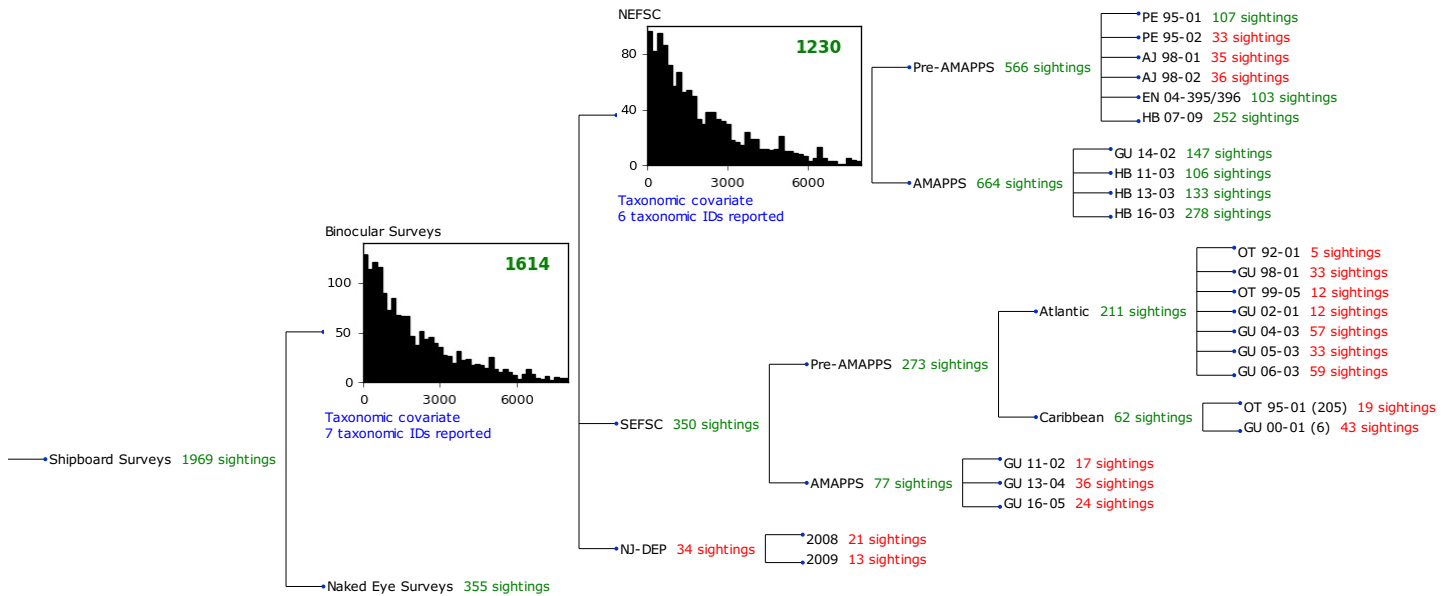 NEFSC
1230
80
40
0
0 3000 6000
Taxonomic covariate
6 taxonomic IDs reported
Pre-AMAPPS 566 sightings
PE 95-01 107 sightings
PE 95-02 33 sightings
AJ 98-01 35 sightings
AJ 98-02 36 sightings
EN 04-395/396 103 sightings
HB 07-09 252 sightings
AMAPPS 664 sightings
GU 14-02 147 sightings
HB 11-03 106 sightings
HB 13-03 133 sightings
HB 16-03 278 sightings
Binocular Surveys
1614
100
50
0
0 3000 6000
Taxonomic covariate
7 taxonomic IDs reported
Shipboard Surveys 1969 sightings
SEFSC 350 sightings
Pre-AMAPPS 273 sightings
Atlantic 211 sightings
OT 92-01 5 sightings
GU 98-01 33 sightings
OT 99-05 12 sightings
GU 02-01 12 sightings
GU 04-03 57 sightings
GU 05-03 33 sightings
GU 06-03 59 sightings
Caribbean 62 sightings
OT 95-01 (205) 19 sightings
GU 00-01 (6) 43 sightings
AMAPPS 77 sightings
GU 11-02 17 sightings
GU 13-04 36 sightings
GU 16-05 24 sightings
NJ-DEP 34 sightings
2008 21 sightings
2009 13 sightings
Naked Eye Surveys 355 sightings